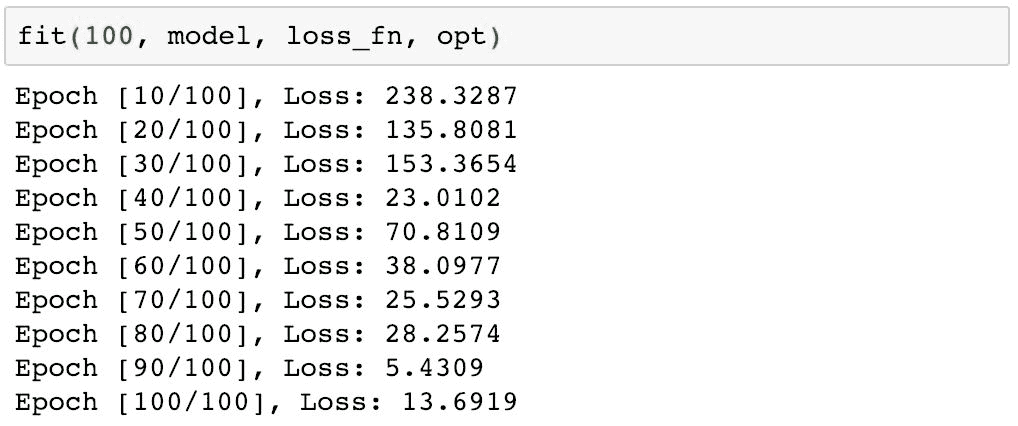 fit(100, model, loss_fn, opt)
Epoch [10/100], Loss: 238.3287
Epoch [20/100], Loss: 135.8081
Epoch [30/100], Loss: 153.3654
Epoch [40/100], Loss: 23.0102
Epoch [50/100], Loss: 70.8109
Epoch [60/100], Loss: 38.0977
Epoch [70/100], Loss: 25.5293
Epoch [80/100], Loss: 28.2574
Epoch [90/100], Loss: 5.4309
Epoch [100/100], Loss: 13.6919